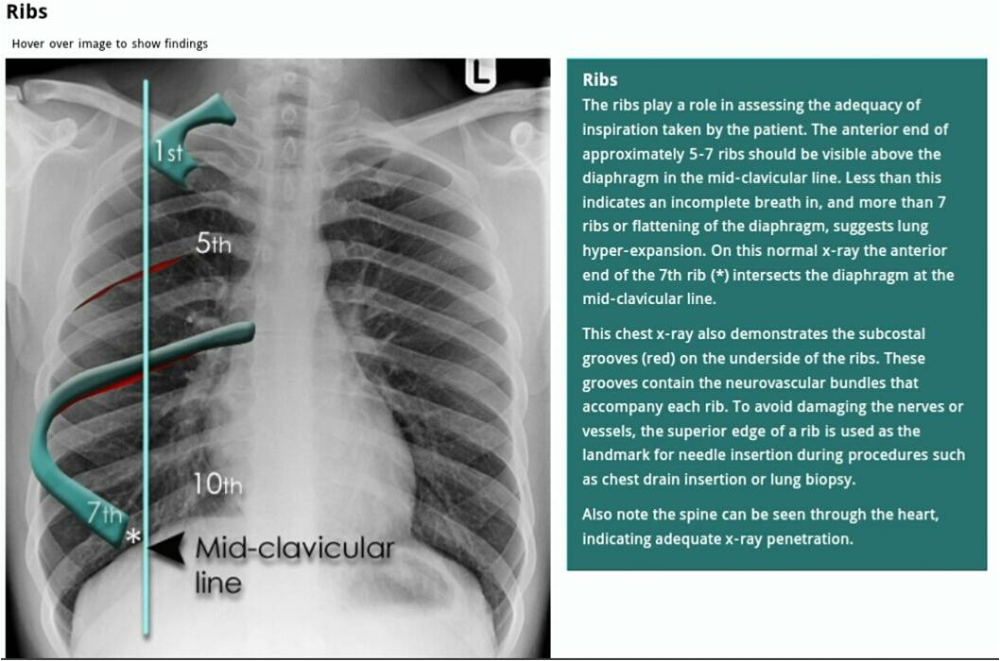 Ribs
Hover over image to show findings
L
1st
5th
10th
7th
*
Mid-clavicular
line
Ribs
The ribs play a role in assessing the adequacy of
inspiration taken by the patient. The anterior end of
approximately 5-7 ribs should be visible above the
diaphragm in the mid-clavicular line. Less than this
indicates an incomplete breath in, and more than 7
ribs or flattening of the diaphragm, suggests lung
hyper-expansion. On this normal x-ray the anterior
end of the 7th rib (*) intersects the diaphragm at the
mid-clavicular line.
This chest x-ray also demonstrates the subcostal
grooves (red) on the underside of the ribs. These
grooves contain the neurovascular bundles that
accompany each rib. To avoid damaging the nerves or
vessels, the superior edge of a rib is used as the
landmark for needle insertion during procedures such
as chest drain insertion or lung biopsy.
Also note the spine can be seen through the heart,
indicating adequate x-ray penetration.